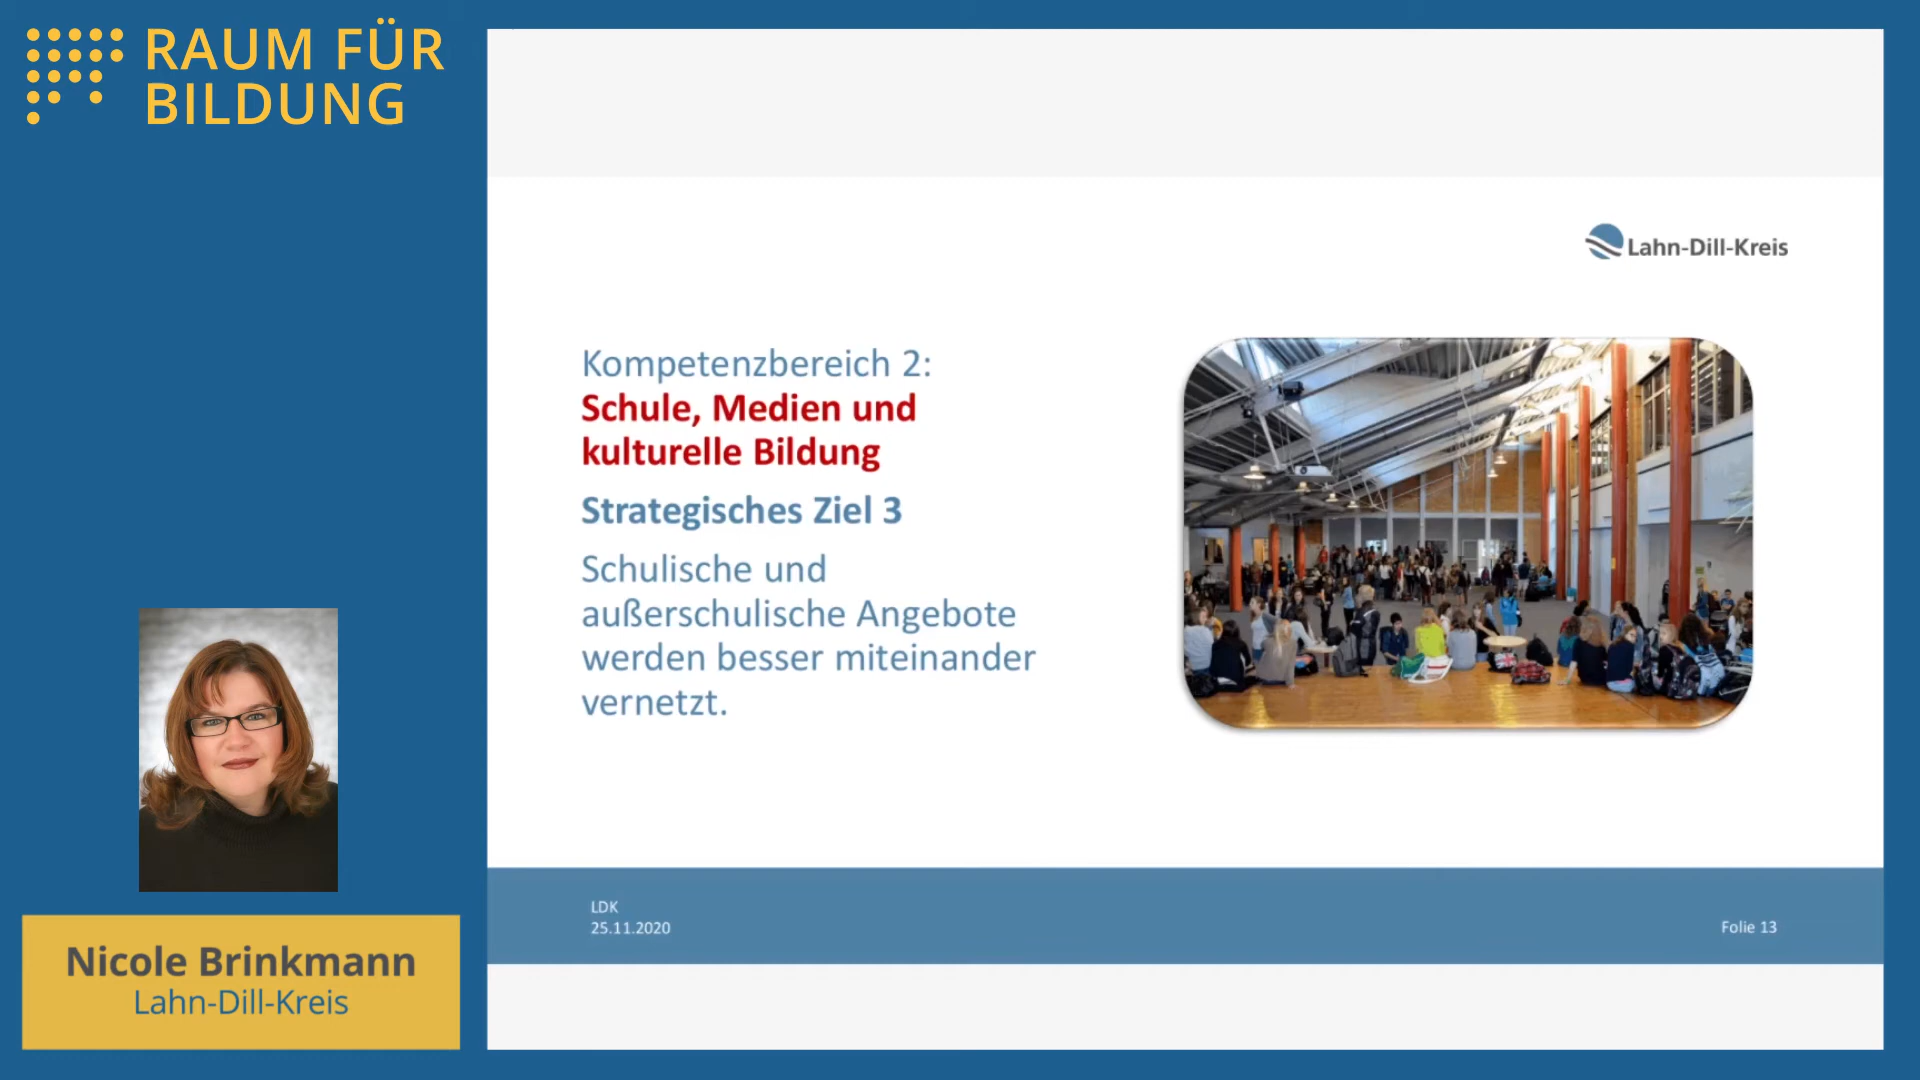 RAUM FÜR
BILDUNG
Lahn-Dill-Kreis
Kompetenzbereich 2:
Schule, Medien und
kulturelle Bildung
Strategisches Ziel 3
Schulische und
außerschulische Angebote
werden besser miteinander
vernetzt.
LDK
25.11.2020
Folie 13
Nicole Brinkmann
Lahn-Dill-Kreis